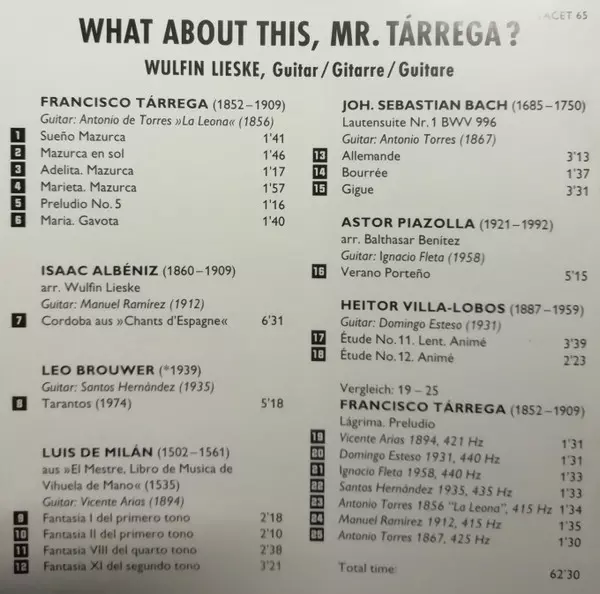 TACET 65
WHAT ABOUT THIS, MR. TÁRREGA?
WULFIN LIESKE, Guitar/Gitarre/Guitare
FRANCISCO TÁRREGA (1852–1909)
Guitar: Antonio de Torres »La Leona« (1856)
1 Sueño Mazurca 1'41
2 Mazurca en sol 1'46
3 Adelita. Mazurca 1'17
4 Marieta. Mazurca 1'57
5 Preludio No. 5 1'16
6 Maria. Gavota 1'40
ISAAC ALBÉNIZ (1860–1909)
arr. Wulfin Lieske
Guitar: Manuel Ramírez (1912)
7 Cordoba aus »Chants d'Espagne« 6'31
LEO BROUWER (*1939)
Guitar: Santos Hernández (1935)
8 Tarantos (1974) 5'18
LUIS DE MILÁN (1502–1561)
aus »El Mestre, Libro de Musica de
Vihuela de Mano« (1535)
Guitar: Vicente Arias (1894)
9 Fantasia I del primero tono 2'18
10 Fantasia II del primero tono 2'10
11 Fantasia VIII del quarto tono 2'38
12 Fantasia XI del segundo tono 3'21
JOH. SEBASTIAN BACH (1685–1750)
Lautensuite Nr. 1 BWV 996
Guitar: Antonio Torres (1867)
13 Allemande 3'13
14 Bourrée 1'37
15 Gigue 3'31
ASTOR PIAZOLLA (1921–1992)
arr. Balthasar Benítez
Guitar: Ignacio Fleta (1958)
16 Verano Porteño 5'15
HEITOR VILLA-LOBOS (1887–1959)
Guitar: Domingo Esteso (1931)
17 Étude No. 11. Lent. Animé 3'39
18 Étude No. 12. Animé 2'23
Vergleich: 19 – 25
FRANCISCO TÁRREGA (1852–1909)
Lágrima. Preludio
19 Vicente Arias 1894, 421 Hz 1'31
20 Domingo Esteso 1931, 440 Hz 1'31
21 Ignacio Fleta 1958, 440 Hz 1'33
22 Santos Hernández 1935, 435 Hz 1'33
23 Antonio Torres 1856 "La Leona", 415 Hz 1'34
24 Manuel Ramirez 1912, 415 Hz 1'35
25 Antonio Torres 1867, 425 Hz 1'30
Total time: 62'30